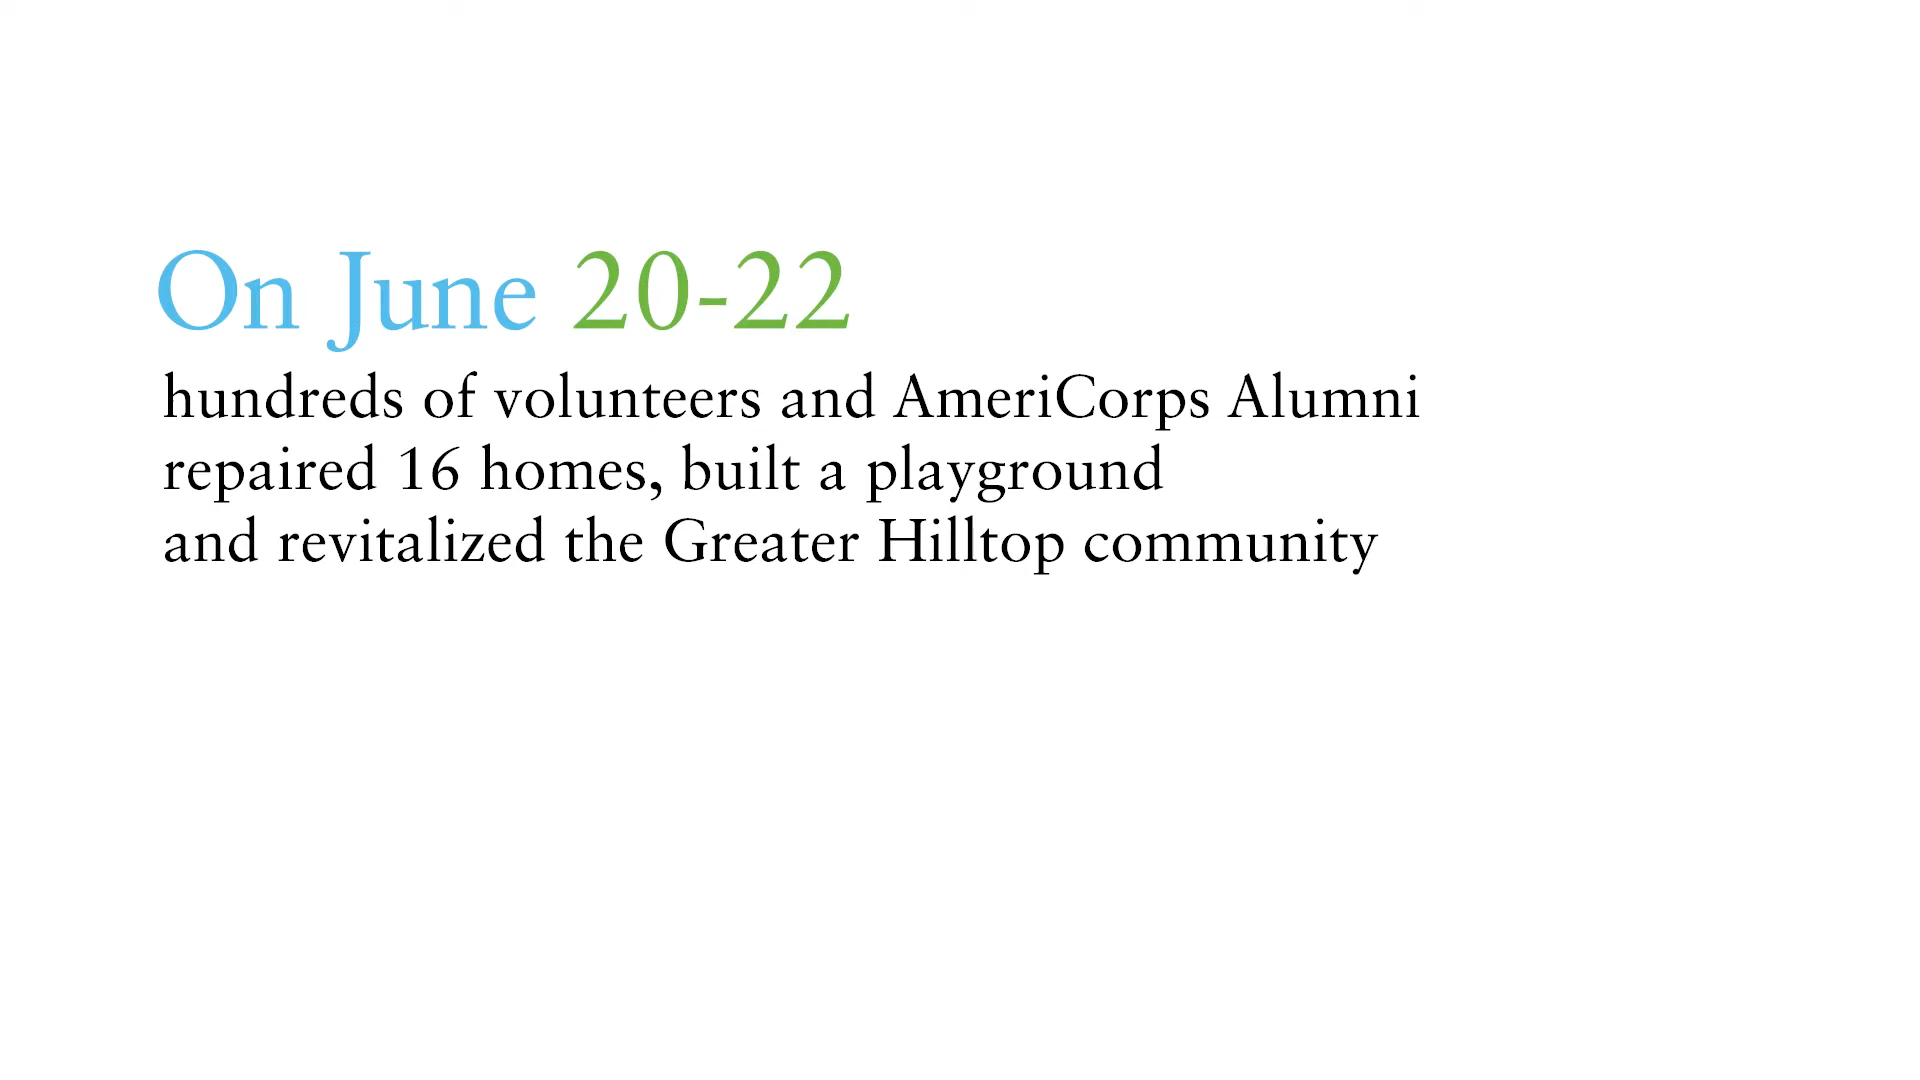 On June 20-22
hundreds of volunteers and AmeriCorps Alumni
repaired 16 homes, built a playground
and revitalized the Greater Hilltop community